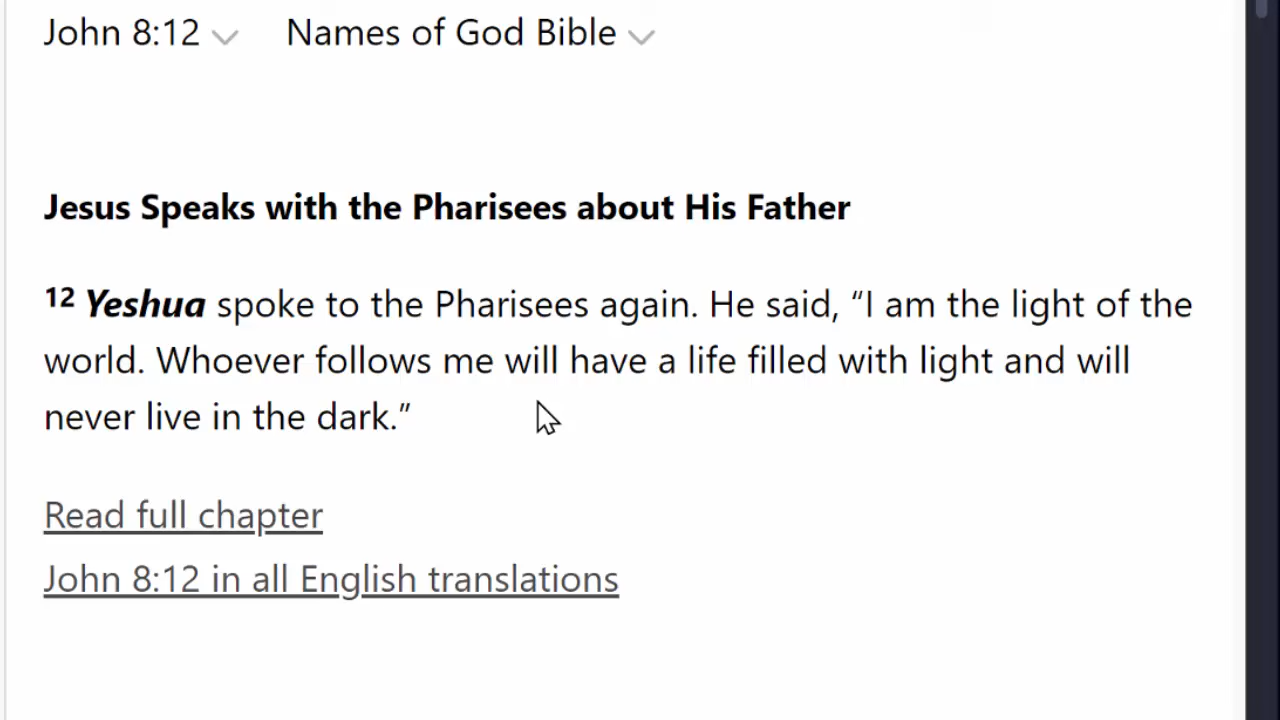 John 8:12 Names of God Bible
Jesus Speaks with the Pharisees about His Father
12 Yeshua spoke to the Pharisees again. He said, “I am the light of the
world. Whoever follows me will have a life filled with light and will
never live in the dark.”
Read full chapter
John 8:12 in all English translations